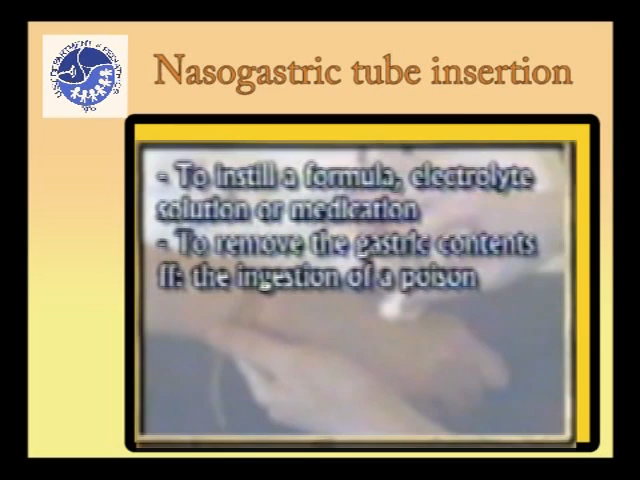 Nasogastric tube insertion
- To instill a formula, electrolyte
solution or medication
- To remove the gastric contents
ff: the ingestion of a poison